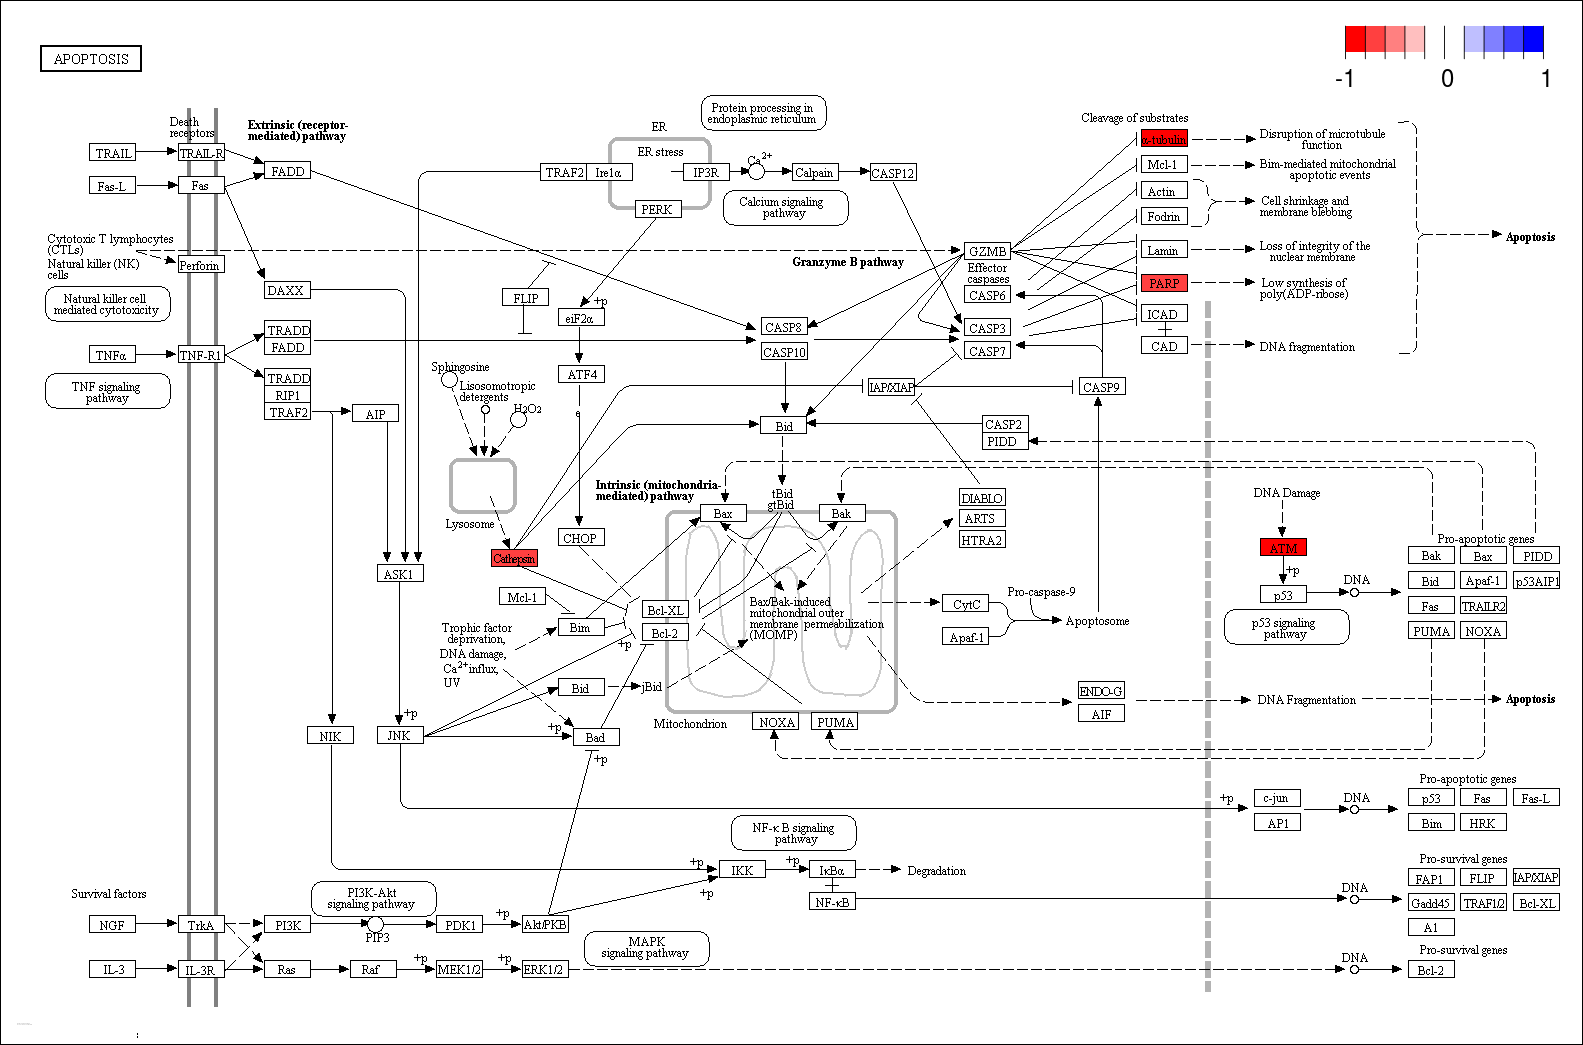 APOPTOSIS
-1
0
1
Death
receptors
Extrinsic (receptor-
mediated) pathway
TRAIL
TRAIL-R
FADD
Fas-L
Fas
Cytotoxic T lymphocytes
(CTLs)
Natural killer (NK)
cells
Perforin
DAXX
Natural killer cell
mediated cytotoxicity
TNFα
TNF-R1
TRADD
FADD
TRADD
RIP1
TRAF2
AIP
TNF signaling
pathway
Protein processing in
endoplasmic reticulum
ER
ER stress
TRAF2
Ire1α
IP3R
Ca2+
Calpain
CASP12
PERK
Calcium signaling
pathway
FLIP
+p
eiF2α
ATF4
e
CHOP
Granzyme B pathway
GZMB
Effector
caspases
CASP6
CASP3
CASP7
CASP8
CASP10
IAP/XIAP
CASP9
Bid
CASP2
PIDD
Cleavage of substrates
α-tubulin
Mcl-1
Actin
Fodrin
Lamin
PARP
ICAD
CAD
Disruption of microtubule
function
Bim-mediated mitochondrial
apoptotic events
Cell shrinkage and
membrane blebbing
Loss of integrity of the
nuclear membrane
Low synthesis of
poly(ADP-ribose)
DNA fragmentation
Apoptosis
Sphingosine
Lisosomotropic
detergents
H2O2
Lysosome
Cathepsin
Intrinsic (mitochondria-
mediated) pathway
tBid
gtBid
Bax
Bak
DIABLO
ARTS
HTRA2
ASK1
Mcl-1
Bim
Bcl-XL
Bcl-2
+p
Trophic factor
deprivation,
DNA damage,
Ca2+influx,
UV
Bax/Bak-induced
mitochondrial outer
membrane permeabilization
(MOMP)
CytC
Apaf-1
Pro-caspase-9
Apoptosome
Bid
jBid
Mitochondrion
NOXA
PUMA
ENDO-G
AIF
DNA Fragmentation
Apoptosis
DNA Damage
ATM
+p
p53
DNA
p53 signaling
pathway
Pro-apoptotic genes
Bak
Bax
PIDD
Bid
Apaf-1
p53AIP1
Fas
TRAILR2
PUMA
NOXA
NIK
+p
JNK
+p
Bad
+p
+p
c-jun
AP1
DNA
Pro-apoptotic genes
p53
Fas
Fas-L
Bim
HRK
NF-κB signaling
pathway
+p
IKK
+p
IκBα
NF-κB
Degradation
+p
DNA
Pro-survival genes
FAP1
FLIP
IAP/XIAP
Gadd45
TRAF1/2
Bcl-XL
A1
Survival factors
PI3K-Akt
signaling pathway
NGF
TrkA
PI3K
PIP3
PDK1
+p
Akt/PKB
MAPK
signaling pathway
IL-3
IL-3R
Ras
Raf
+p
MEK1/2
+p
ERK1/2
DNA
Pro-survival genes
Bcl-2